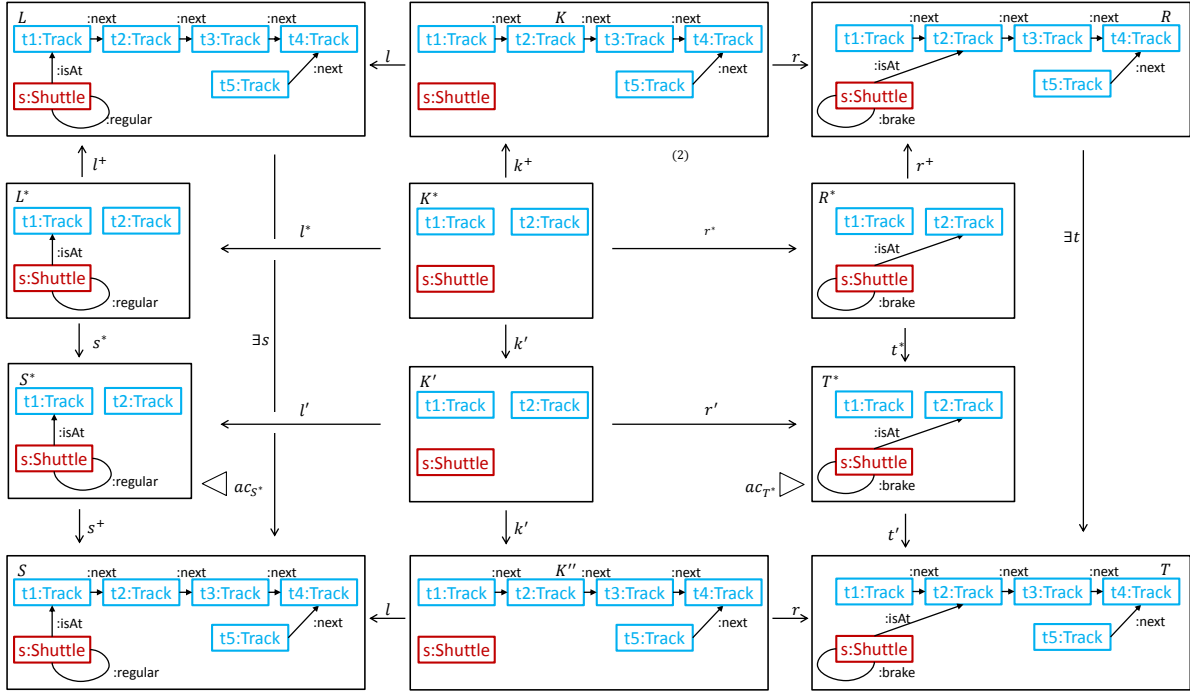 L :next :next :next K :next :next :next :next :next :next R
t1:Track t2:Track t3:Track t4:Track t1:Track t2:Track t3:Track t4:Track t1:Track t2:Track t3:Track t4:Track
:isAt :next l :next r :isAt :next
t5:Track t5:Track t5:Track
s:Shuttle s:Shuttle s:Shuttle
:regular :brake
(2)
l⁺ k⁺ r⁺
L* K* R*
t1:Track t2:Track t1:Track t2:Track t1:Track t2:Track
l* r* ∃t
:isAt :isAt
s:Shuttle s:Shuttle s:Shuttle
:regular :brake
s* ∃s k′ t*
S* K′ T*
t1:Track t2:Track t1:Track t2:Track t1:Track t2:Track
l′ r′
:isAt :isAt
s:Shuttle s:Shuttle s:Shuttle
:regular ac_{S*} ac_{T*} :brake
s⁺ k′ t′
S :next :next :next K″ :next :next :next :next :next :next T
t1:Track t2:Track t3:Track t4:Track t1:Track t2:Track t3:Track t4:Track t1:Track t2:Track t3:Track t4:Track
:isAt :next l :next r :isAt :next
t5:Track t5:Track t5:Track
s:Shuttle s:Shuttle s:Shuttle
:regular :brake